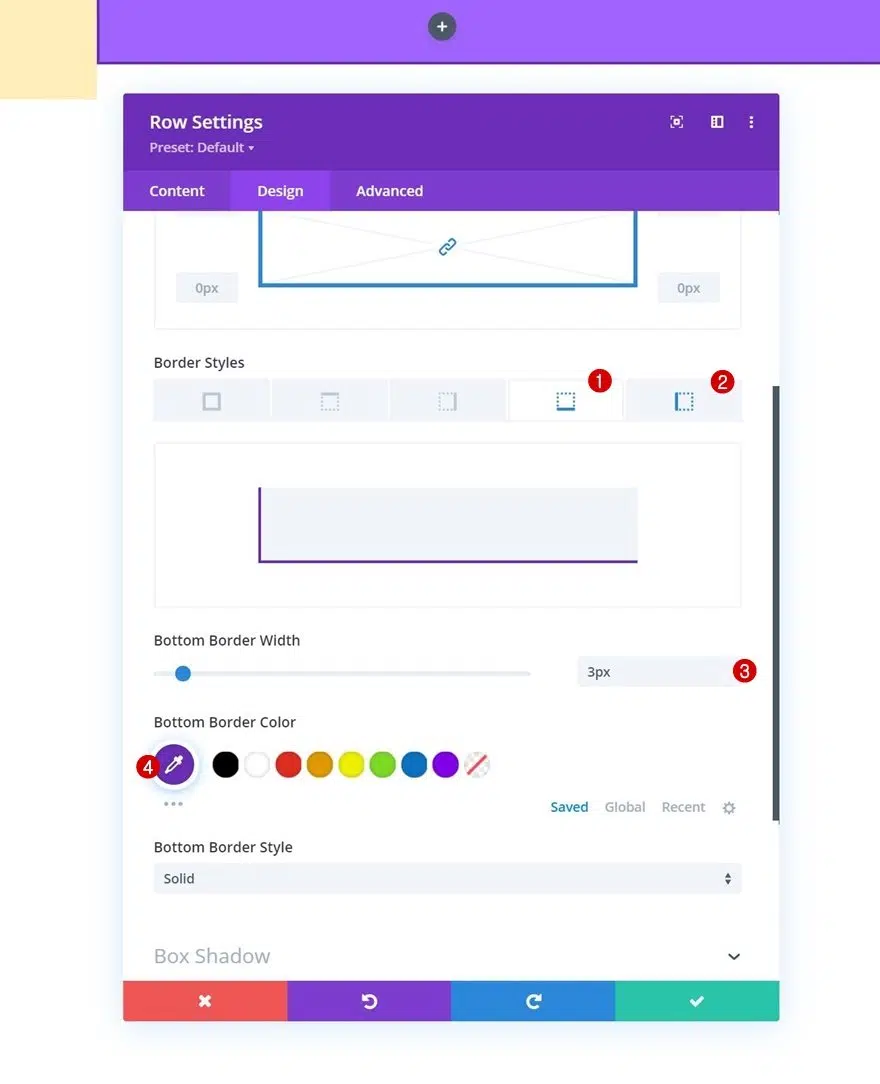 +
Row Settings
Preset: Default
Content Design Advanced
0px 0px
Border Styles
1 2
Bottom Border Width
3px 3
Bottom Border Color
4
Saved Global Recent
Bottom Border Style
Solid
Box Shadow